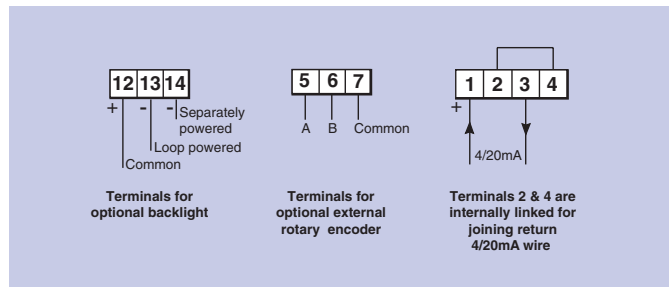 12 13 14
+ - -
Separately
powered
Loop powered
Common
Terminals for
optional backlight
5 6 7
A B Common
Terminals for
optional external
rotary encoder
1 2 3 4
+
4/20mA
Terminals 2 & 4 are
internally linked for
joining return
4/20mA wire